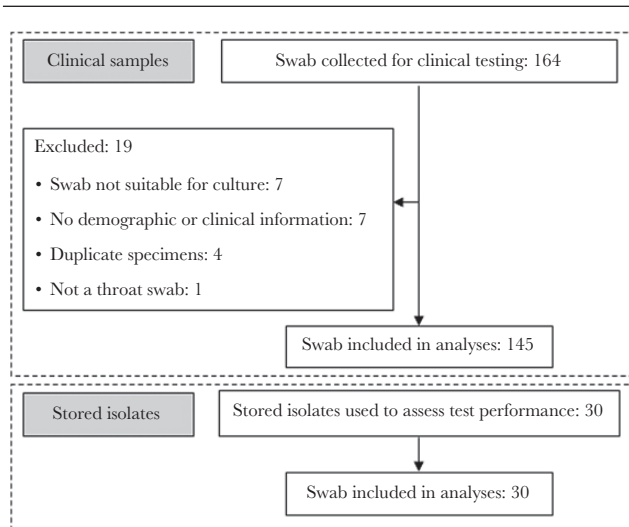 Clinical samples
Swab collected for clinical testing: 164
Excluded: 19
• Swab not suitable for culture: 7
• No demographic or clinical information: 7
• Duplicate specimens: 4
• Not a throat swab: 1
Swab included in analyses: 145
Stored isolates
Stored isolates used to assess test performance: 30
Swab included in analyses: 30